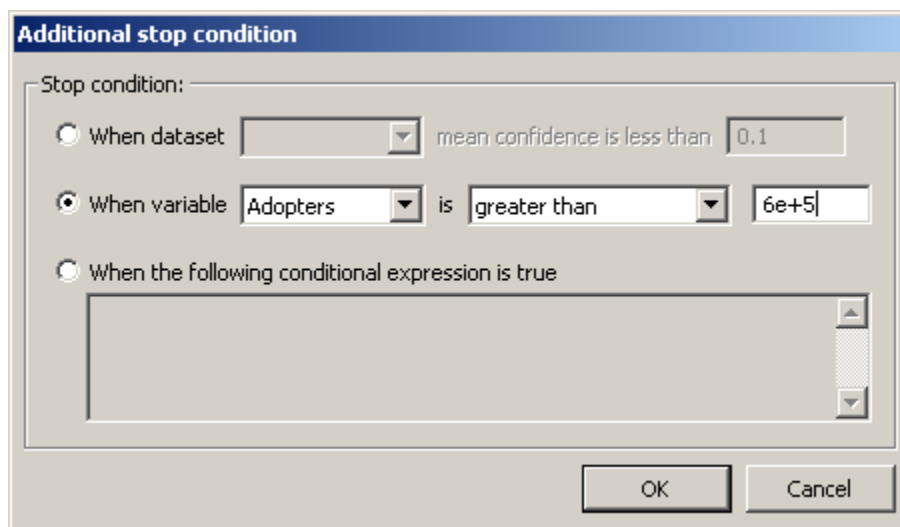 Additional stop condition
Stop condition:
When dataset mean confidence is less than 0.1
When variable Adopters is greater than 6e+5
When the following conditional expression is true
OK Cancel